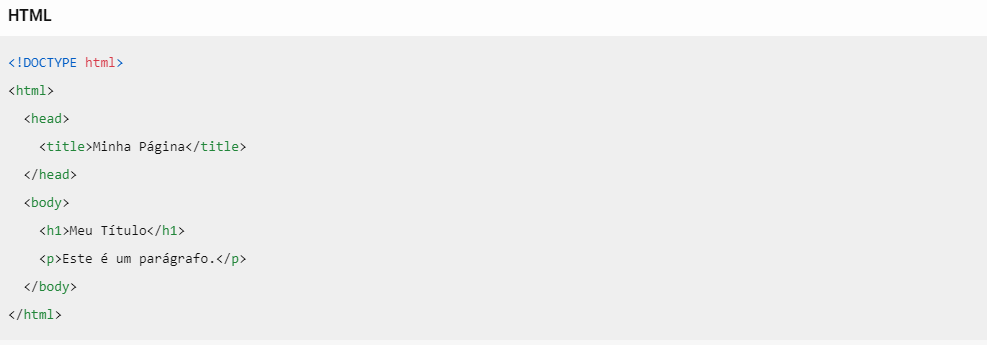 HTML
<!DOCTYPE html>
<html>
  <head>
    <title>Minha Página</title>
  </head>
  <body>
    <h1>Meu Título</h1>
    <p>Este é um parágrafo.</p>
  </body>
</html>